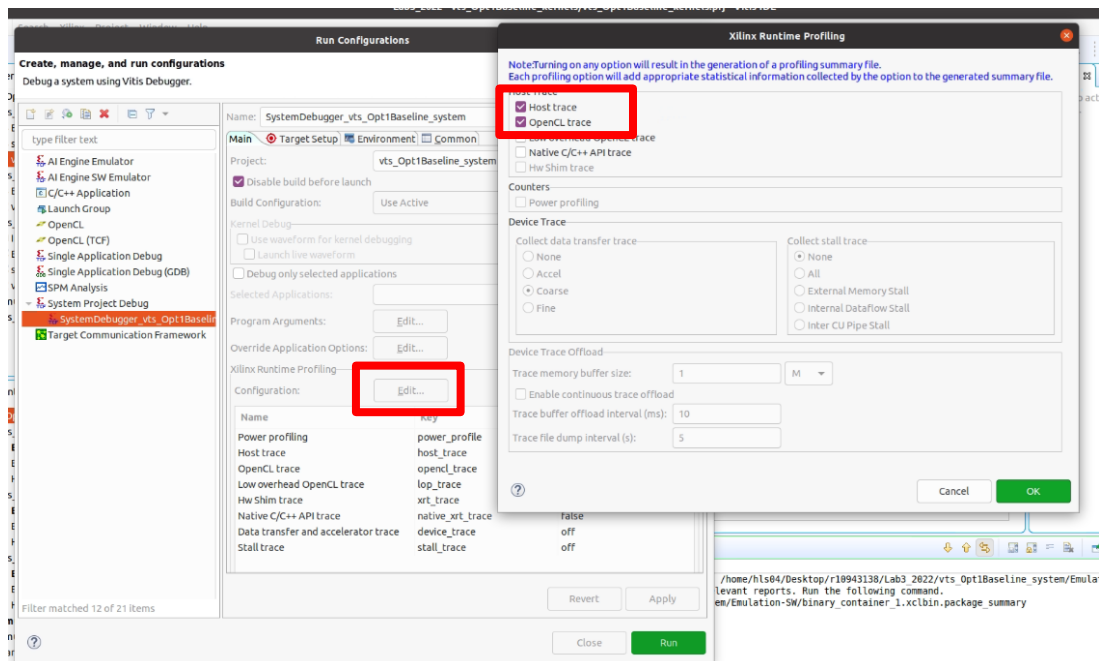 Run Configurations
Create, manage, and run configurations
Debug a system using Vitis Debugger.
type filter text
AI Engine Emulator
AI Engine SW Emulator
C/C++ Application
Launch Group
OpenCL
OpenCL (TCF)
Single Application Debug
Single Application Debug (GDB)
SPM Analysis
System Project Debug
SystemDebugger_vts_Opt1Baselin
Target Communication Framework
Filter matched 12 of 21 items
Name: SystemDebugger_vts_Opt1Baseline_system
Main Target Setup Environment Common
Project: vts_Opt1Baseline_system
Disable build before launch
Build Configuration: Use Active
Kernel Debug
Use waveform for kernel debugging
Launch live waveform
Debug only selected applications
Selected Applications:
Program Arguments: Edit...
Override Application Options: Edit...
Xilinx Runtime Profiling
Configuration: Edit...
Name Key
Power profiling power_profile
Host trace host_trace
OpenCL trace opencl_trace
Low overhead OpenCL trace lop_trace
Hw Shim trace xrt_trace
Native C/C++ API trace native_xrt_trace false
Data transfer and accelerator trace device_trace off
Stall trace stall_trace off
Revert Apply
Close Run
Xilinx Runtime Profiling
Note:Turning on any option will result in the generation of a profiling summary file.
Each profiling option will add appropriate statistical information collected by the option to the generated summary file.
Host Trace
Host trace
OpenCL trace
Low overhead OpenCL trace
Native C/C++ API trace
Hw Shim trace
Counters
Power profiling
Device Trace
Collect data transfer trace
None
Accel
Coarse
Fine
Collect stall trace
None
All
External Memory Stall
Internal Dataflow Stall
Inter CU Pipe Stall
Device Trace Offload
Trace memory buffer size: 1 M
Enable continuous trace offload
Trace buffer offload interval (ms): 10
Trace file dump interval (s): 5
Cancel OK
/home/hls04/Desktop/r10943138/Lab3_2022/vts_Opt1Baseline_system/Emulat
levant reports. Run the following command.
em/Emulation-SW/binary_container_1.xclbin.package_summary